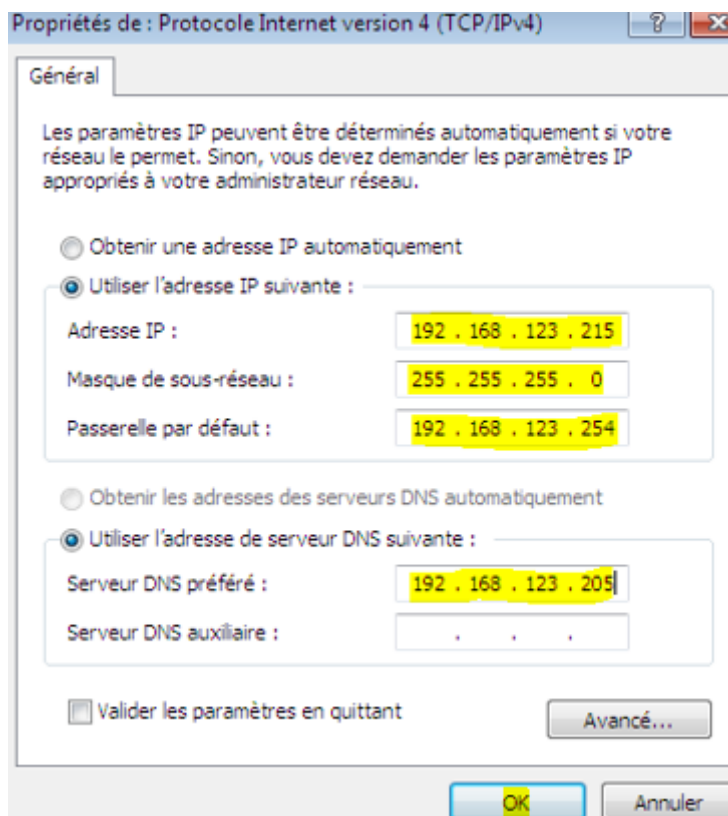 Propriétés de : Protocole Internet version 4 (TCP/IPv4)
?
Général
Les paramètres IP peuvent être déterminés automatiquement si votre
réseau le permet. Sinon, vous devez demander les paramètres IP
appropriés à votre administrateur réseau.
Obtenir une adresse IP automatiquement
Utiliser l'adresse IP suivante :
Adresse IP : 192 . 168 . 123 . 215
Masque de sous-réseau : 255 . 255 . 255 . 0
Passerelle par défaut : 192 . 168 . 123 . 254
Obtenir les adresses des serveurs DNS automatiquement
Utiliser l'adresse de serveur DNS suivante :
Serveur DNS préféré : 192 . 168 . 123 . 205
Serveur DNS auxiliaire : . . .
Valider les paramètres en quittant
Avancé...
OK Annuler